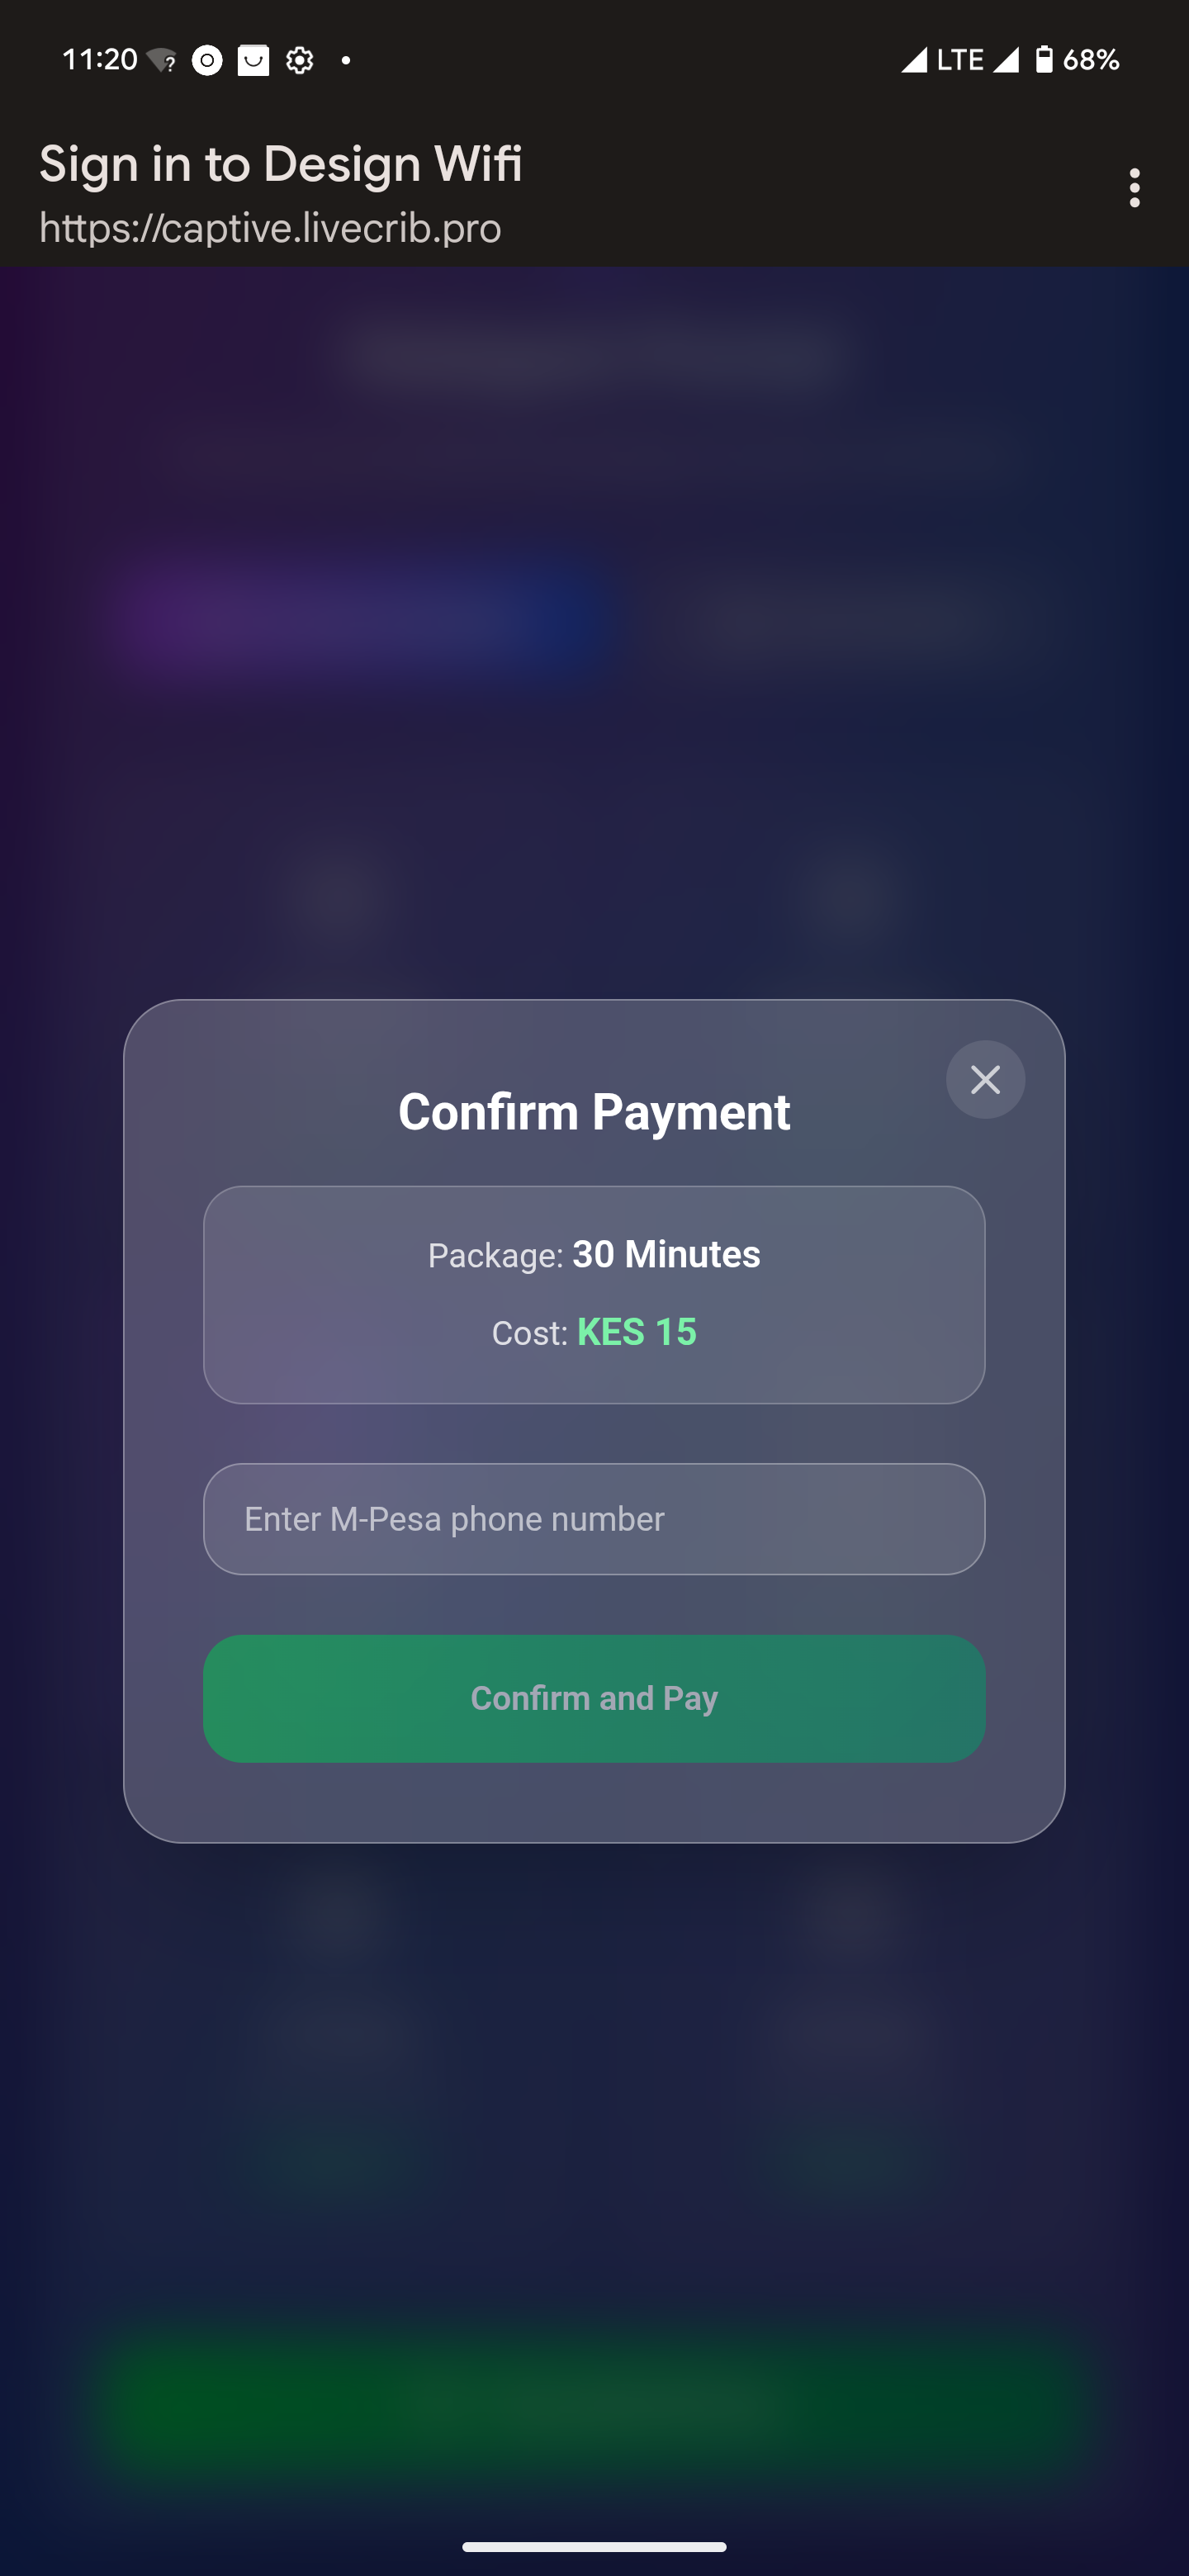 11:20
LTE
68%
Sign in to Design Wifi
https://captive.livecrib.pro
Confirm Payment
Package: 30 Minutes
Cost: KES 15
Enter M-Pesa phone number
Confirm and Pay